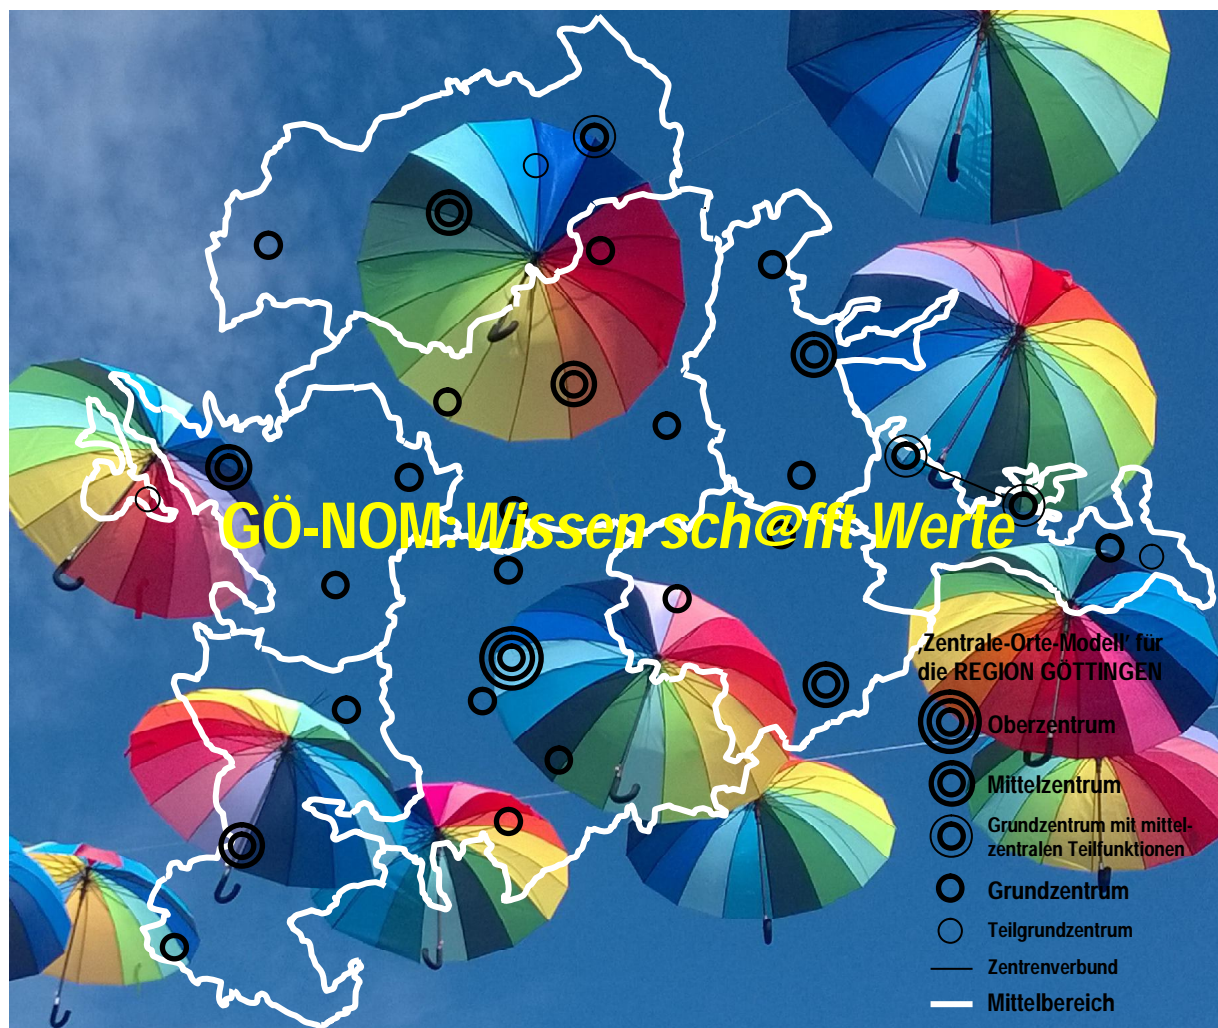 GÖ-NOM: Wissen sch@fft Werte
‚Zentrale-Orte-Modell’ für
die REGION GÖTTINGEN
Oberzentrum
Mittelzentrum
Grundzentrum mit mittel-
zentralen Teilfunktionen
Grundzentrum
Teilgrundzentrum
Zentrenverbund
Mittelbereich